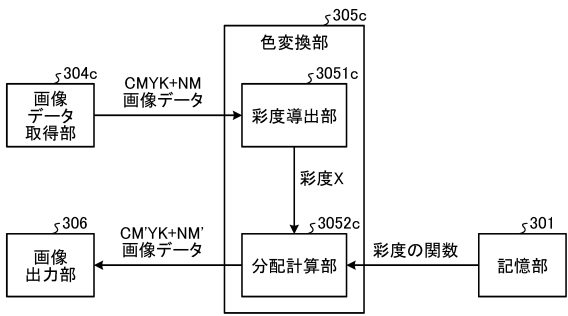 305c
色変換部
304c
画像
データ
取得部
CMYK+NM
画像データ
3051c
彩度導出部
彩度X
306
画像
出力部
CM'YK+NM'
画像データ
3052c
分配計算部
彩度の関数
301
記憶部